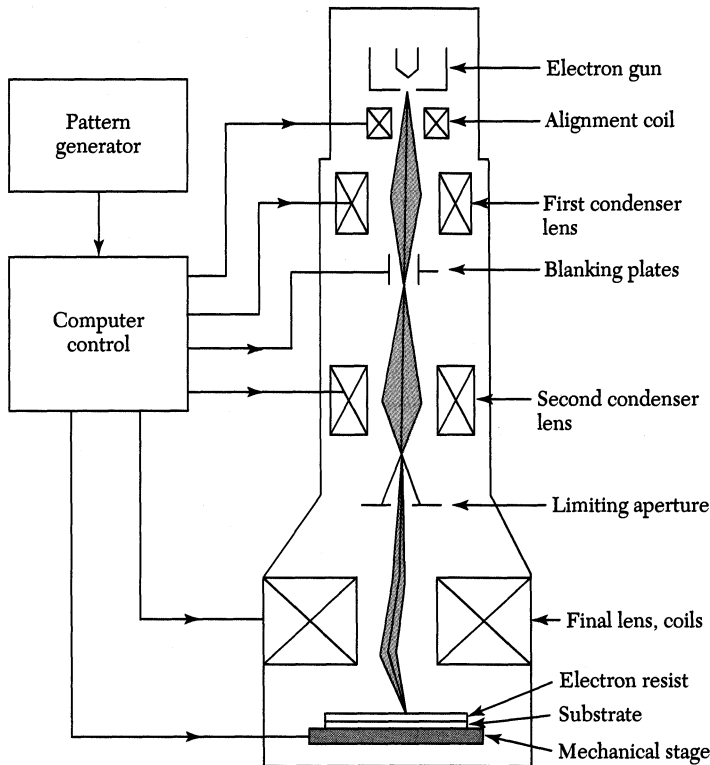 Electron gun
Alignment coil
Pattern
generator
First condenser
lens
Blanking plates
Computer
control
Second condenser
lens
Limiting aperture
Final lens, coils
Electron resist
Substrate
Mechanical stage